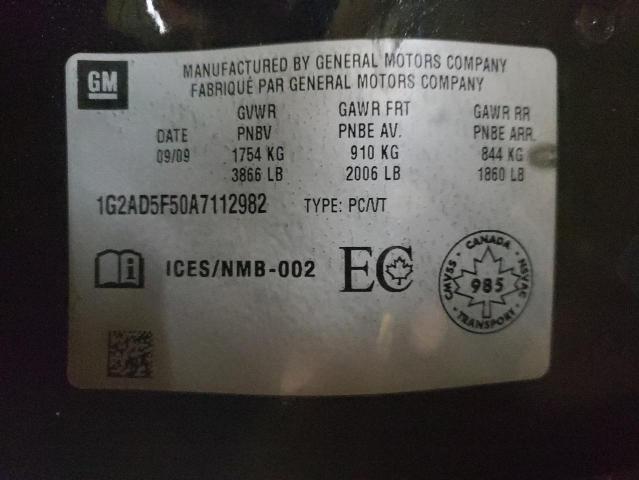 GM
MANUFACTURED BY GENERAL MOTORS COMPANY
FABRIQUÉ PAR GENERAL MOTORS COMPANY
GVWR GAWR FRT GAWR RR
DATE PNBV PNBE AV. PNBE ARR.
09/09 1754 KG 910 KG 844 KG
3866 LB 2006 LB 1860 LB
1G2AD5F50A7112982 TYPE: PC/VT
i ICES/NMB-002 EC
CANADA
CMVSS 985 NSVAC
TRANSPORT